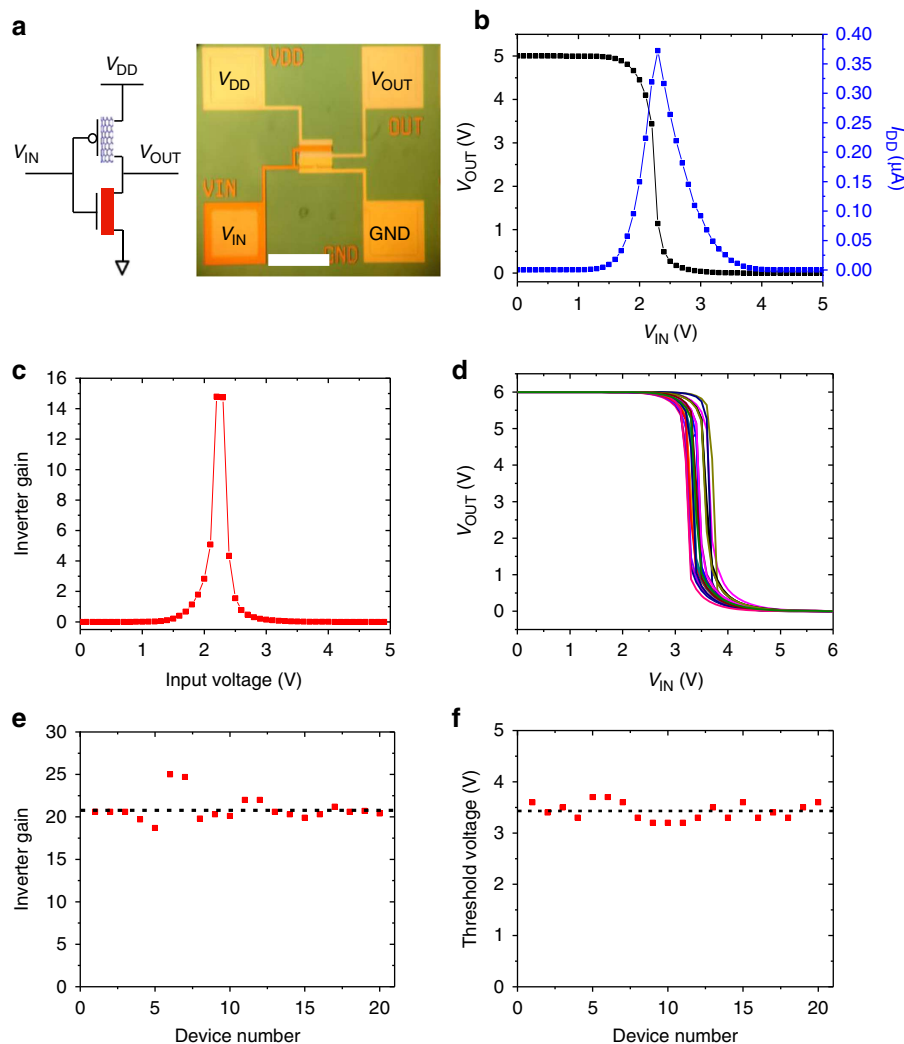 a
V_DD
V_IN
V_OUT
VDD
V_DD
V_OUT
OUT
VIN
V_IN
GND
GND
b
V_OUT (V)
5
4
3
2
1
0
0.40
0.35
0.30
0.25
0.20
0.15
0.10
0.05
0.00
I_DD (μA)
0 1 2 3 4 5
V_IN (V)
c
Inverter gain
16
14
12
10
8
6
4
2
0
0 1 2 3 4 5
Input voltage (V)
d
V_OUT (V)
6
5
4
3
2
1
0
0 1 2 3 4 5 6
V_IN (V)
e
Inverter gain
30
25
20
15
10
5
0
0 5 10 15 20
Device number
f
Threshold voltage (V)
5
4
3
2
1
0
0 5 10 15 20
Device number